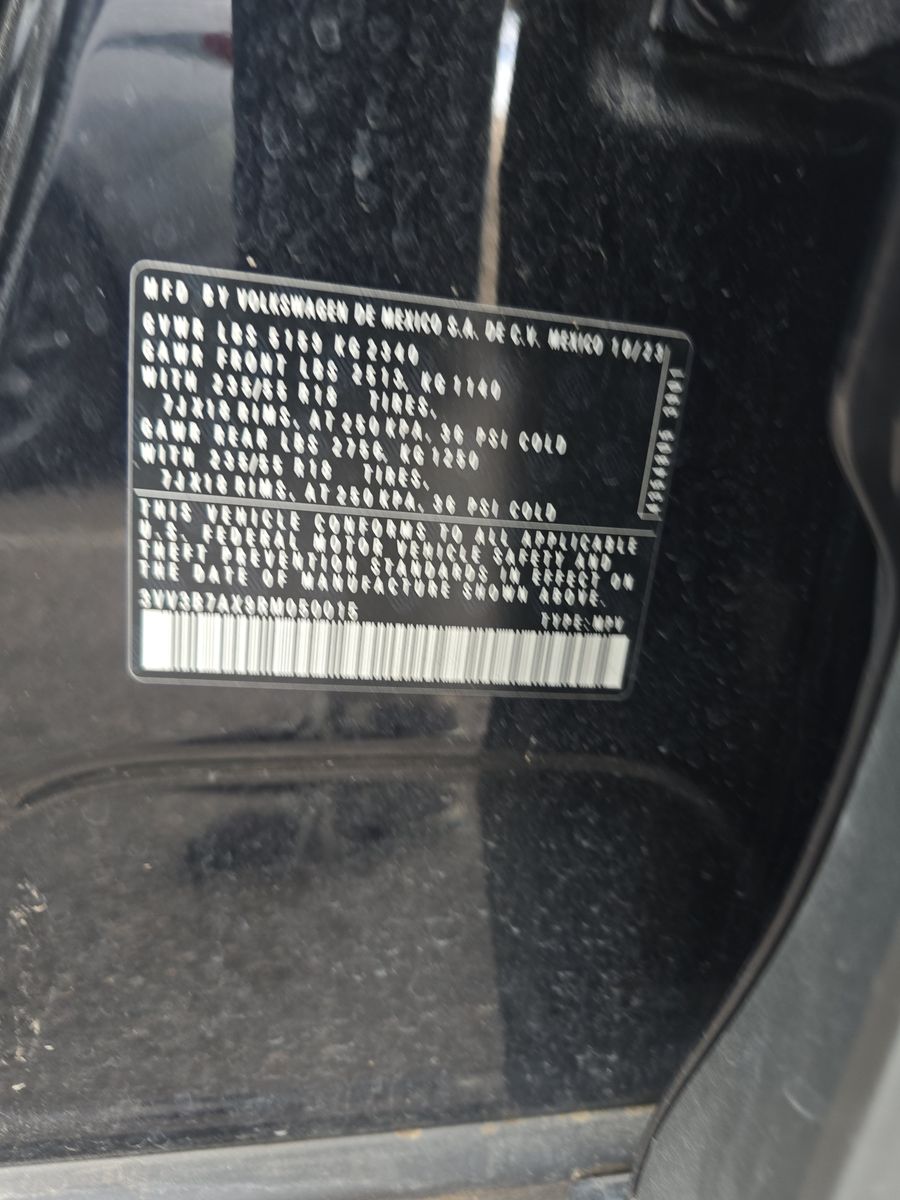 MFD BY VOLKSWAGEN DE MEXICO S.A. DE C.V. MEXICO 10/23
GVWR LBS 5159 KG 2340
GAWR FRONT LBS 2513, KG 1140
WITH 235/55 R18 TIRES,
7JX18 RIMS, AT 250 KPA, 36 PSI COLD
GAWR REAR LBS 2756, KG 1250
WITH 235/55 R18 TIRES,
7JX18 RIMS, AT 250 KPA, 36 PSI COLD
THIS VEHICLE CONFORMS TO ALL APPLICABLE
U.S. FEDERAL MOTOR VEHICLE SAFETY AND
THEFT PREVENTION STANDARDS IN EFFECT ON
THE DATE OF MANUFACTURE SHOWN ABOVE.
3VV3B7AX9RM050015 TYPE: MPV